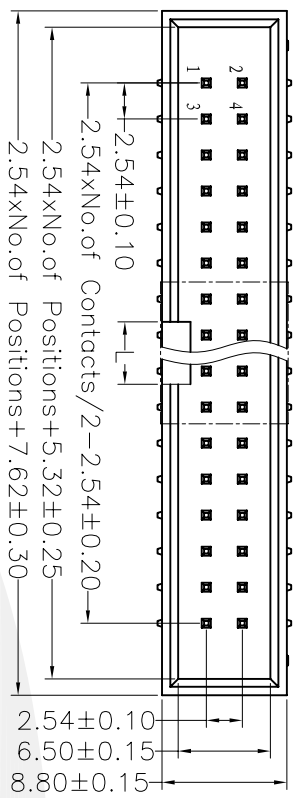 1
2
3
4
2.54±0.10
L
2.54xNo.of Contacts/2-2.54±0.20
2.54xNo.of Positions+5.32±0.25
2.54xNo.of Positions+7.62±0.30
2.54±0.10
6.50±0.15
8.80±0.15